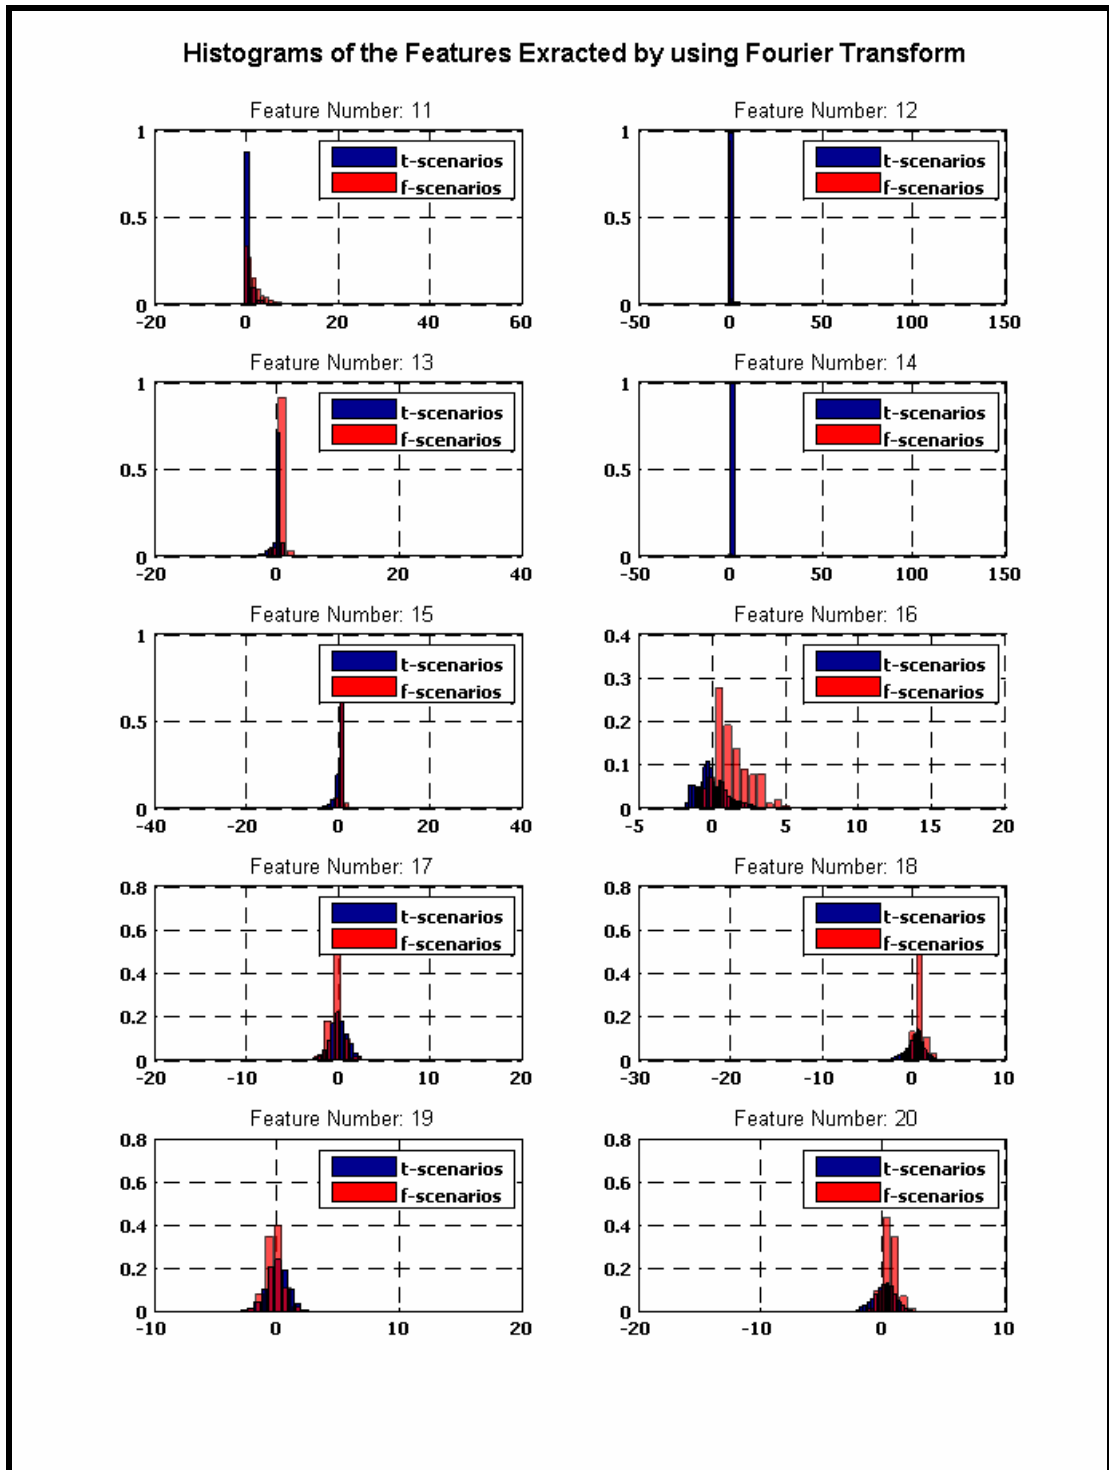 Histograms of the Features Exracted by using Fourier Transform
Feature Number: 11
1
0.5
0
-20 0 20 40 60
t-scenarios
f-scenarios
Feature Number: 12
1
0.5
0
-50 0 50 100 150
t-scenarios
f-scenarios
Feature Number: 13
1
0.5
0
-20 0 20 40
t-scenarios
f-scenarios
Feature Number: 14
1
0.5
0
-50 0 50 100 150
t-scenarios
f-scenarios
Feature Number: 15
1
0.5
0
-40 -20 0 20 40
t-scenarios
f-scenarios
Feature Number: 16
0.4
0.3
0.2
0.1
0
-5 0 5 10 15 20
t-scenarios
f-scenarios
Feature Number: 17
0.8
0.6
0.4
0.2
0
-20 -10 0 10 20
t-scenarios
f-scenarios
Feature Number: 18
0.8
0.6
0.4
0.2
0
-30 -20 -10 0 10
t-scenarios
f-scenarios
Feature Number: 19
0.8
0.6
0.4
0.2
0
-10 0 10 20
t-scenarios
f-scenarios
Feature Number: 20
0.8
0.6
0.4
0.2
0
-20 -10 0 10
t-scenarios
f-scenarios